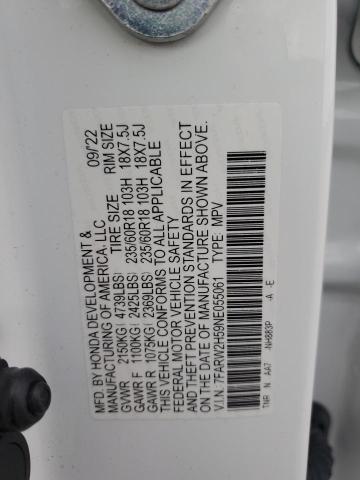 MFD. BY HONDA DEVELOPMENT & 09/'22
MANUFACTURING OF AMERICA, LLC
TIRE SIZE RIM SIZE
GVWR 2150KG( 4739LBS)
GAWR F 1100KG ( 2425LBS) 235/60R18 103H 18X7.5J
GAWR R 1075KG ( 2369LBS) 235/60R18 103H 18X7.5J
THIS VEHICLE CONFORMS TO ALL APPLICABLE
FEDERAL MOTOR VEHICLE SAFETY
AND THEFT PREVENTION STANDARDS IN EFFECT
ON THE DATE OF MANUFACTURE SHOWN ABOVE.
V.I.N: 7FARW2H59NE055061 TYPE: MPV
TNR N AA7 -NH883P -A -E